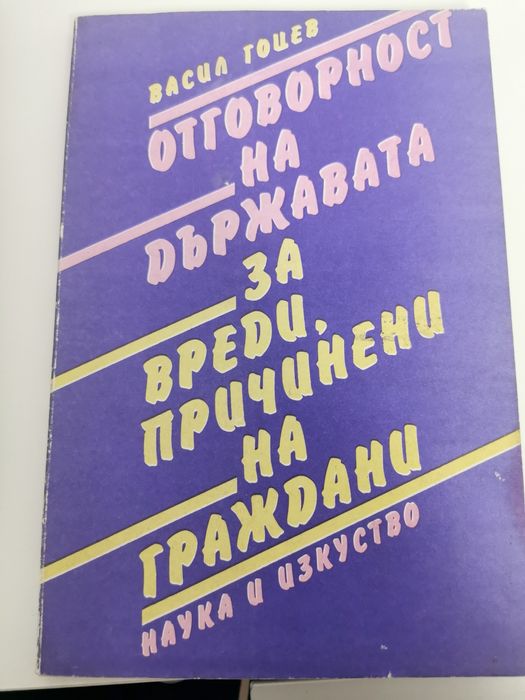 ВАСИЛ ГОЦЕВ
ОТГОВОРНОСТ
НА
ДЪРЖАВАТА
ЗА
ВРЕДИ,
ПРИЧИНЕНИ
НА
ГРАЖДАНИ
НАУКА И ИЗКУСТВО